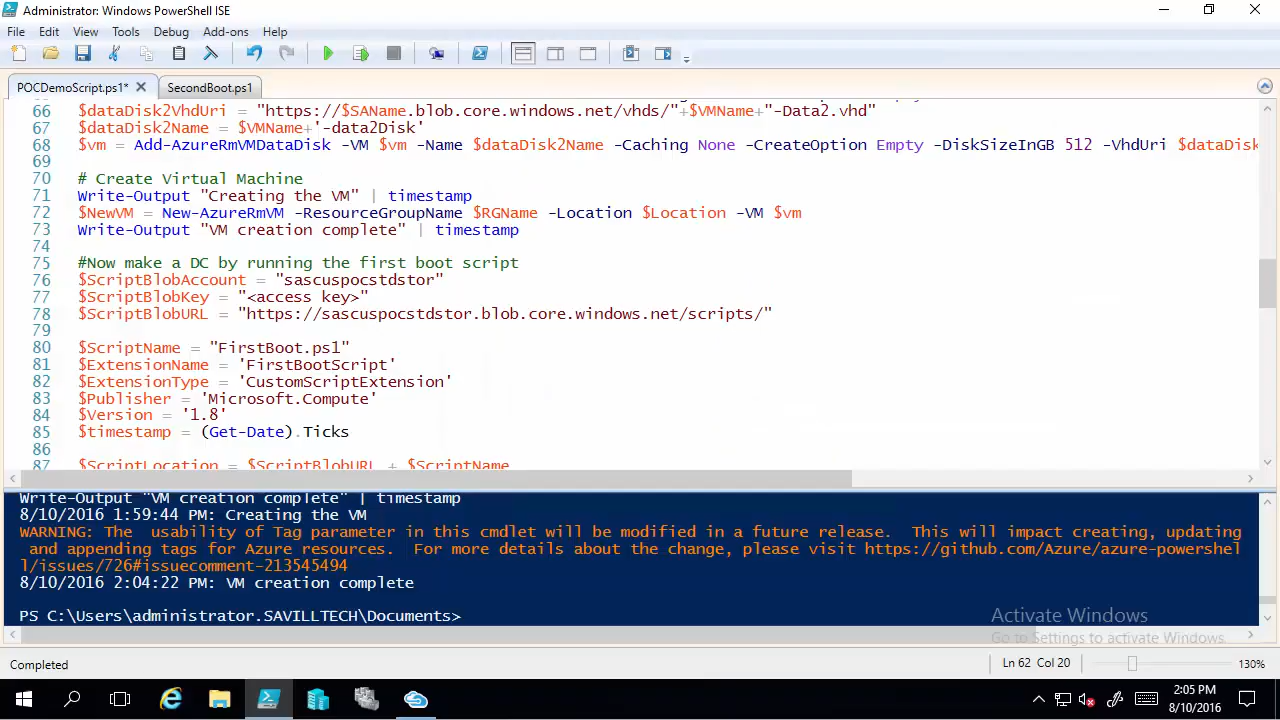 Administrator: Windows PowerShell ISE
File Edit View Tools Debug Add-ons Help
POCDemoScript.ps1* SecondBoot.ps1
66 $dataDisk2VhdUri = "https://$SAName.blob.core.windows.net/vhds/"+$VMName+"-Data2.vhd"
67 $dataDisk2Name = $VMName+'-data2Disk'
68 $vm = Add-AzureRmVMDataDisk -VM $vm -Name $dataDisk2Name -Caching None -CreateOption Empty -DiskSizeInGB 512 -VhdUri $dataDisk
69
70 # Create Virtual Machine
71 Write-Output "Creating the VM" | timestamp
72 $NewVM = New-AzureRmVM -ResourceGroupName $RGName -Location $Location -VM $vm
73 Write-Output "VM creation complete" | timestamp
74
75 #Now make a DC by running the first boot script
76 $ScriptBlobAccount = "sascuspocstdstor"
77 $ScriptBlobKey = "<access key>"
78 $ScriptBlobURL = "https://sascuspocstdstor.blob.core.windows.net/scripts/"
79
80 $ScriptName = "FirstBoot.ps1"
81 $ExtensionName = 'FirstBootScript'
82 $ExtensionType = 'CustomScriptExtension'
83 $Publisher = 'Microsoft.Compute'
84 $Version = '1.8'
85 $timestamp = (Get-Date).Ticks
86
87 $ScriptLocation = $ScriptBlobURL + $ScriptName
Write-Output "VM creation complete" | timestamp
8/10/2016 1:59:44 PM: Creating the VM
WARNING: The usability of Tag parameter in this cmdlet will be modified in a future release. This will impact creating, updating
and appending tags for Azure resources. For more details about the change, please visit https://github.com/Azure/azure-powershel
l/issues/726#issuecomment-213545494
8/10/2016 2:04:22 PM: VM creation complete
PS C:\Users\administrator.SAVILLTECH\Documents>
Activate Windows
Go to Settings to activate Windows.
Completed Ln 62 Col 20 130%
2:05 PM
8/10/2016